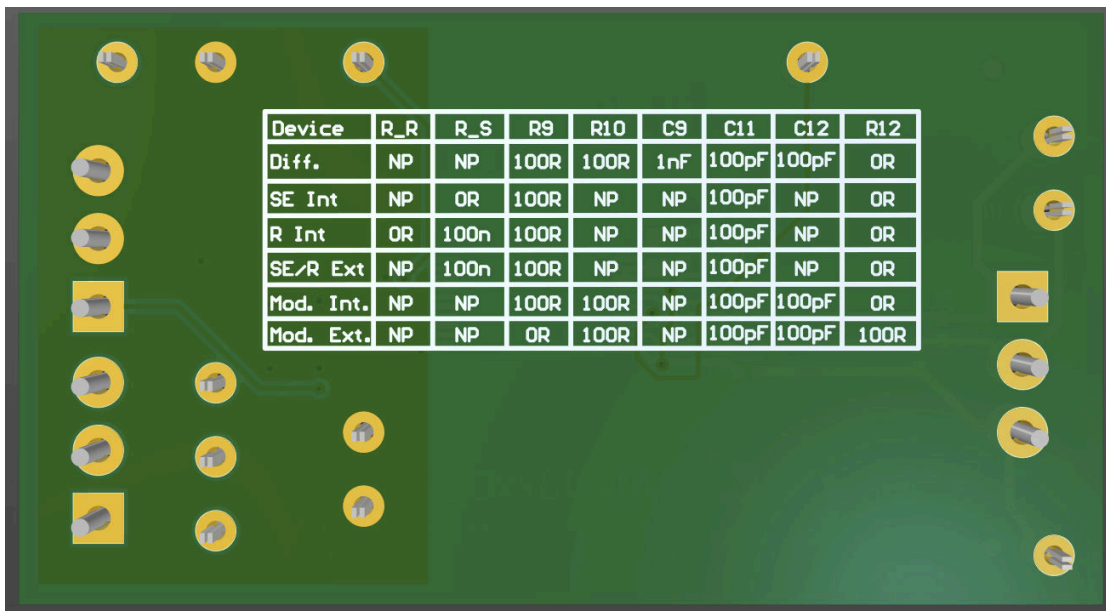 Device R_R R_S R9 R10 C9 C11 C12 R12
Diff. NP NP 100R 100R 1nF 100pF 100pF 0R
SE Int NP 0R 100R NP NP 100pF NP 0R
R Int 0R 100n 100R NP NP 100pF NP 0R
SE/R Ext NP 100n 100R NP NP 100pF NP 0R
Mod. Int. NP NP 100R 100R NP 100pF 100pF 0R
Mod. Ext. NP NP 0R 100R NP 100pF 100pF 100R